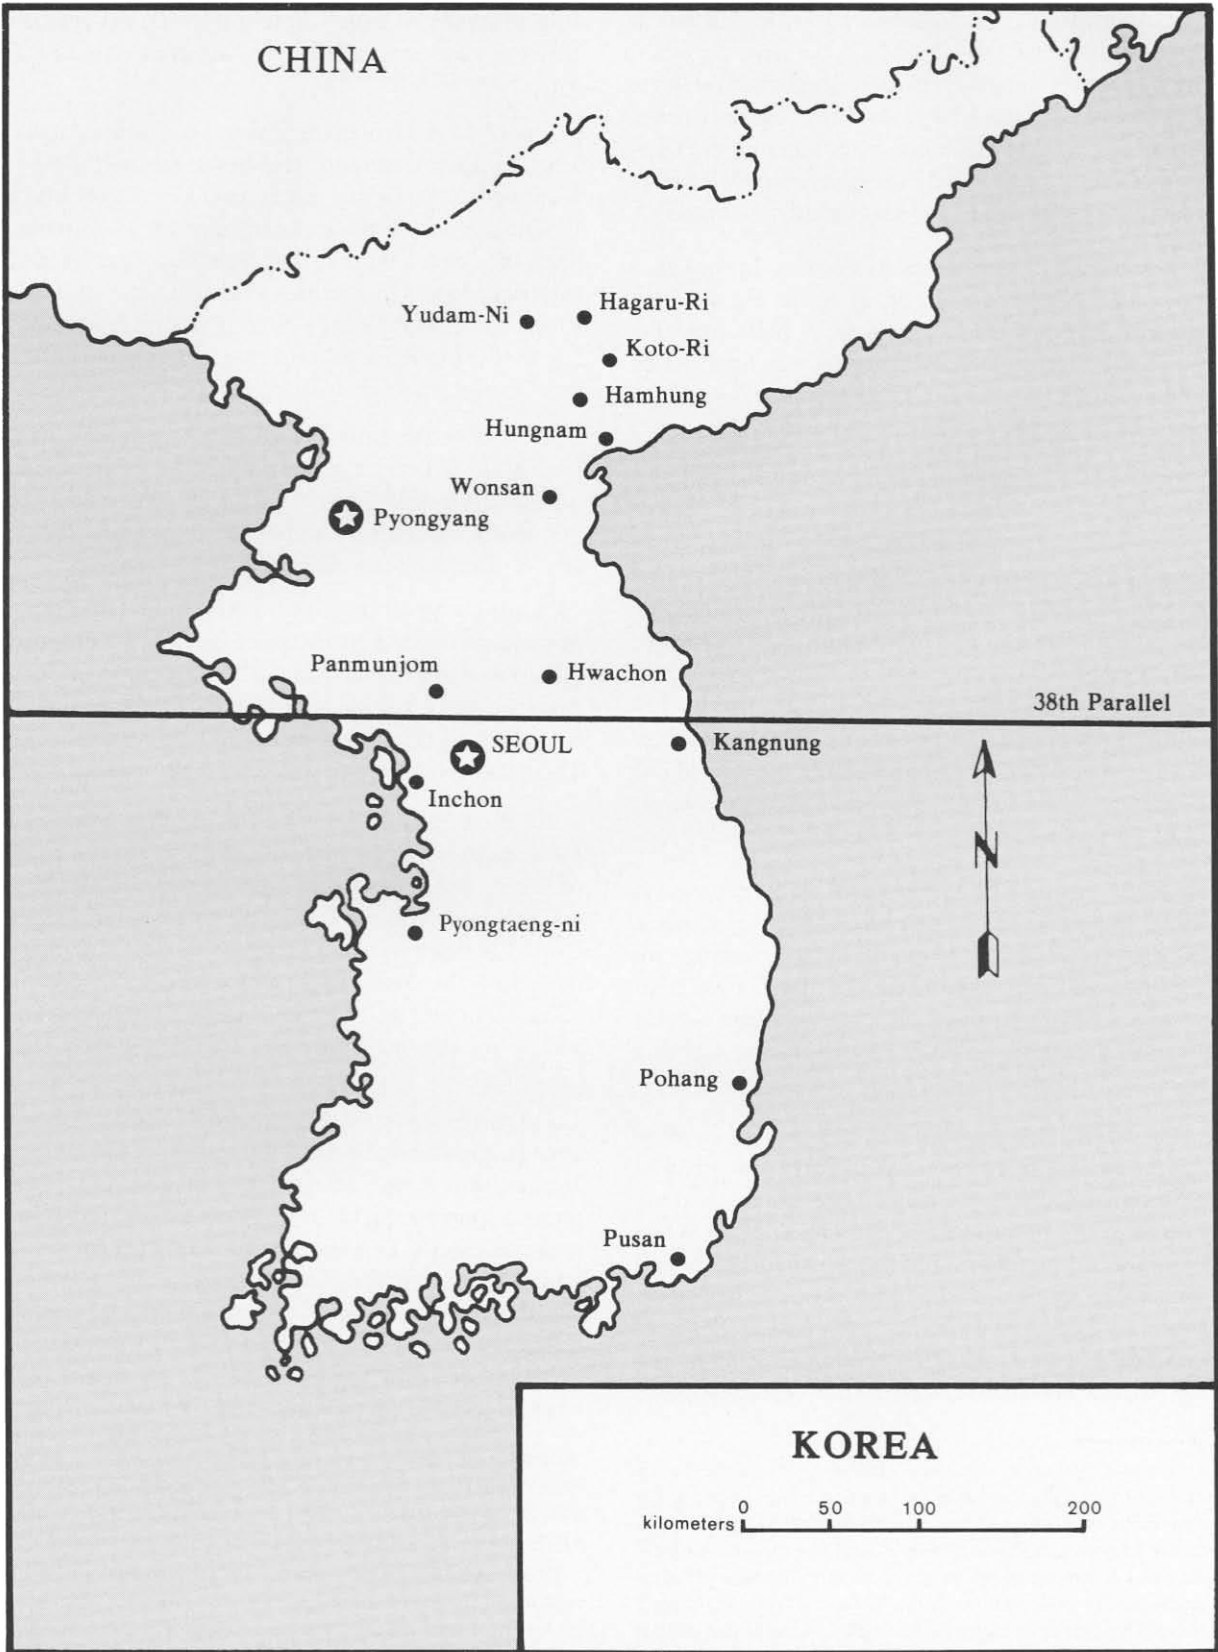 CHINA
Yudam-Ni
Hagaru-Ri
Koto-Ri
Hamhung
Hungnam
Wonsan
Pyongyang
Panmunjom
Hwachon
38th Parallel
SEOUL
Kangnung
Inchon
N
Pyongtaeng-ni
Pohang
Pusan
KOREA
0 50 100 200
kilometers